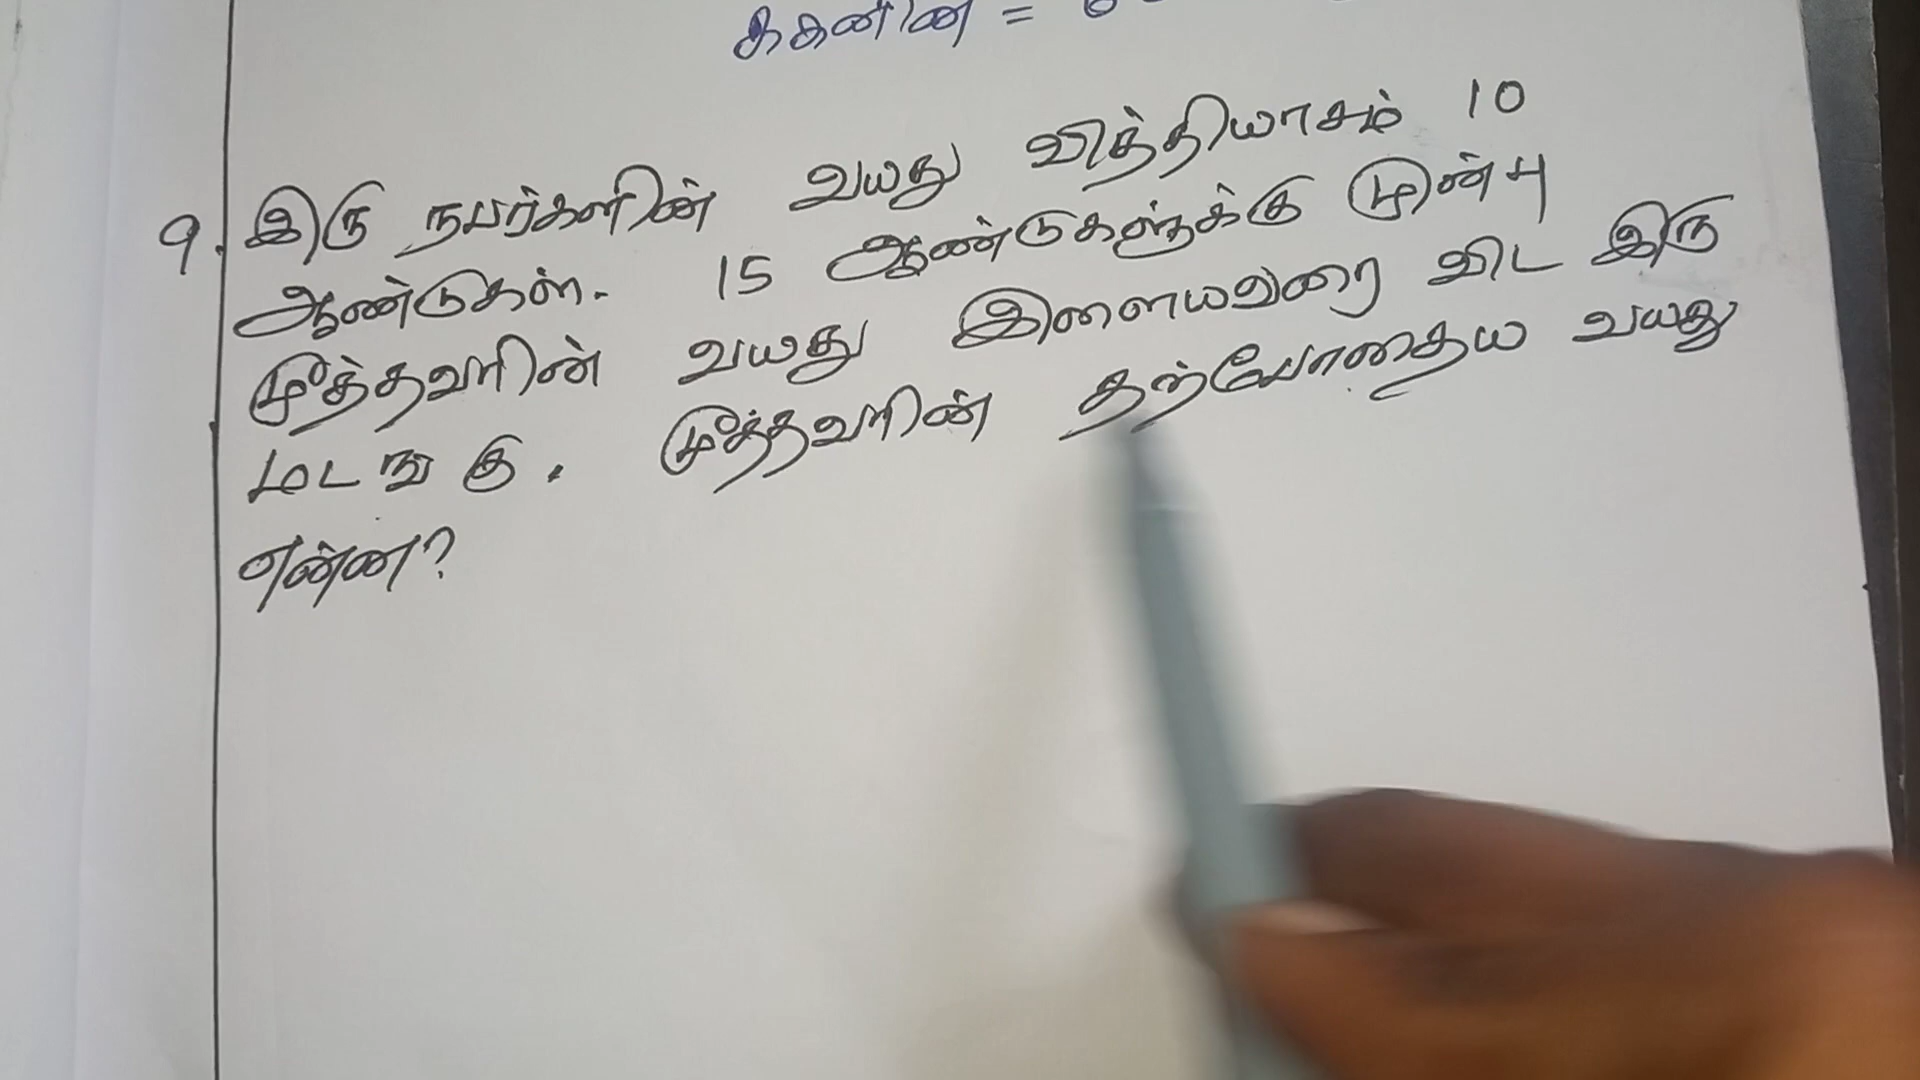 9. இரு நபர்களின் வயது வித்தியாசம் 10
ஆண்டுகள். 15 ஆண்டுகளுக்கு முன்பு
மூத்தவரின் வயது இளையவரை விட இரு
மடங்கு. மூத்தவரின் தற்போதைய வயது
என்ன?